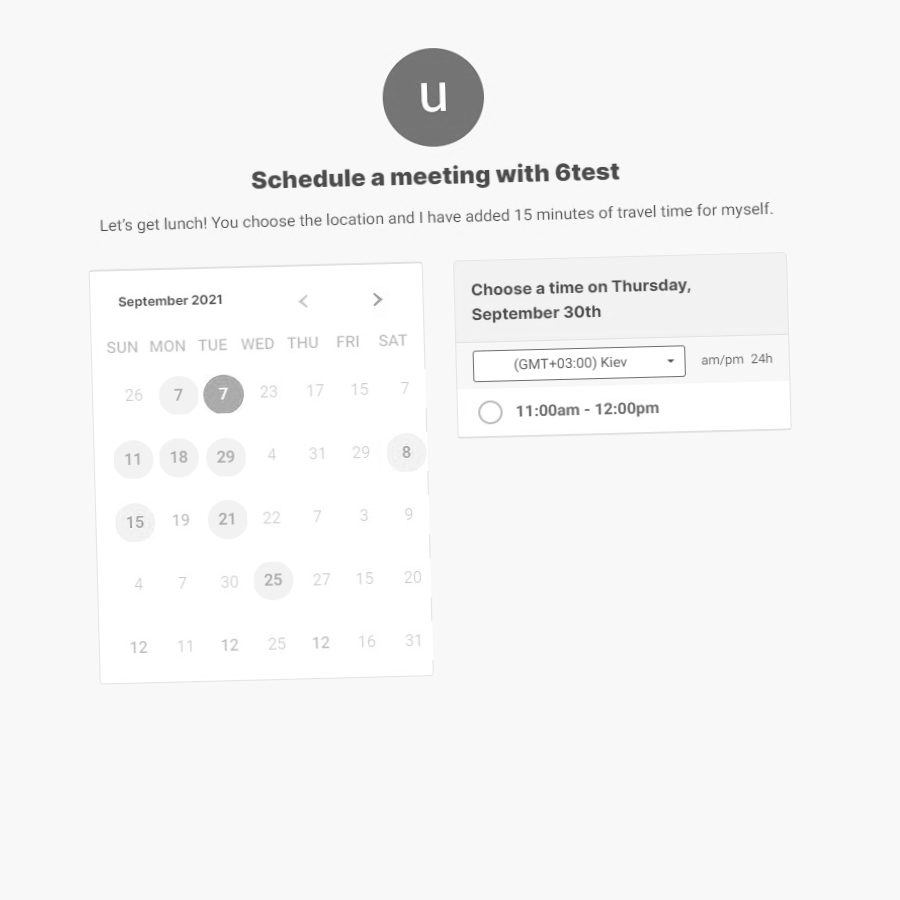 u
Schedule a meeting with 6test
Let's get lunch! You choose the location and I have added 15 minutes of travel time for myself.
September 2021
SUN MON TUE WED THU FRI SAT
26 7 7 23 17 15 7
11 18 29 4 31 29 8
15 19 21 22 7 3 9
4 7 30 25 27 15 20
12 11 12 25 12 16 31
Choose a time on Thursday,
September 30th
(GMT+03:00) Kiev
am/pm 24h
11:00am - 12:00pm